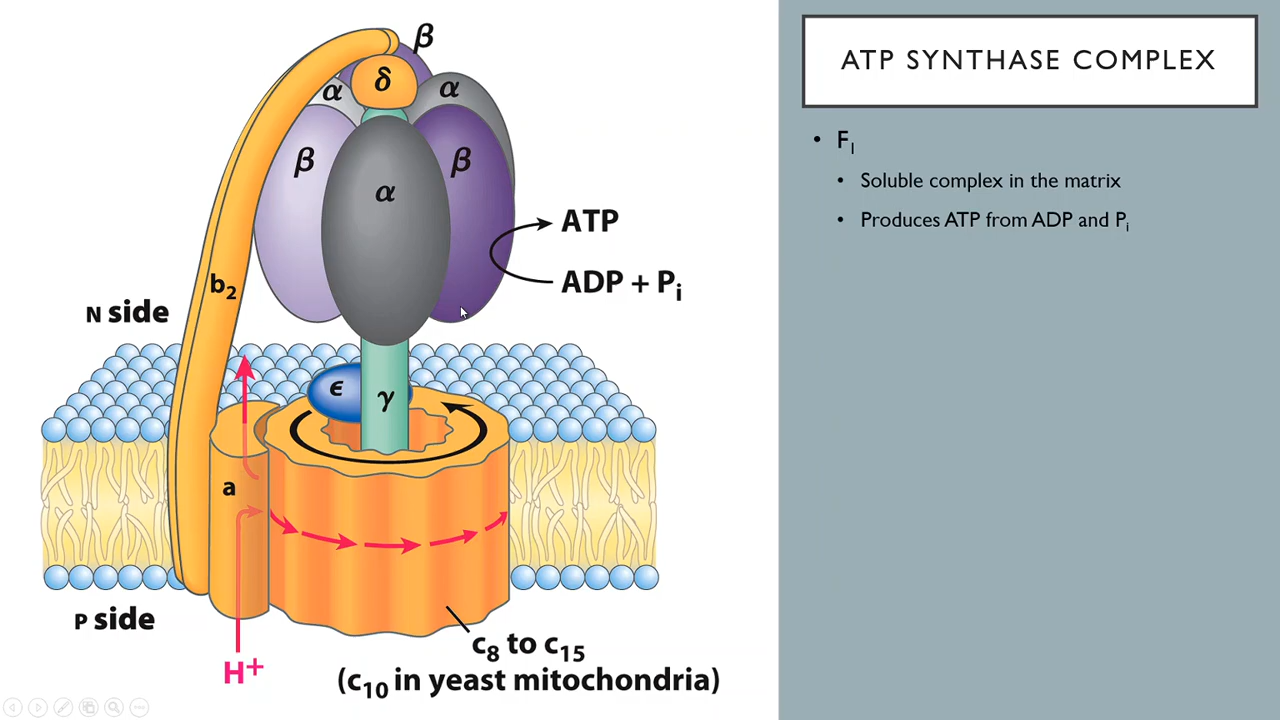 ATP SYNTHASE COMPLEX
• F₁
• Soluble complex in the matrix
• Produces ATP from ADP and Pᵢ
β
δ
α
α
β
α
β
ATP
ADP + Pᵢ
b₂
N side
ϵ
γ
a
P side
H⁺
c₈ to c₁₅
(c₁₀ in yeast mitochondria)